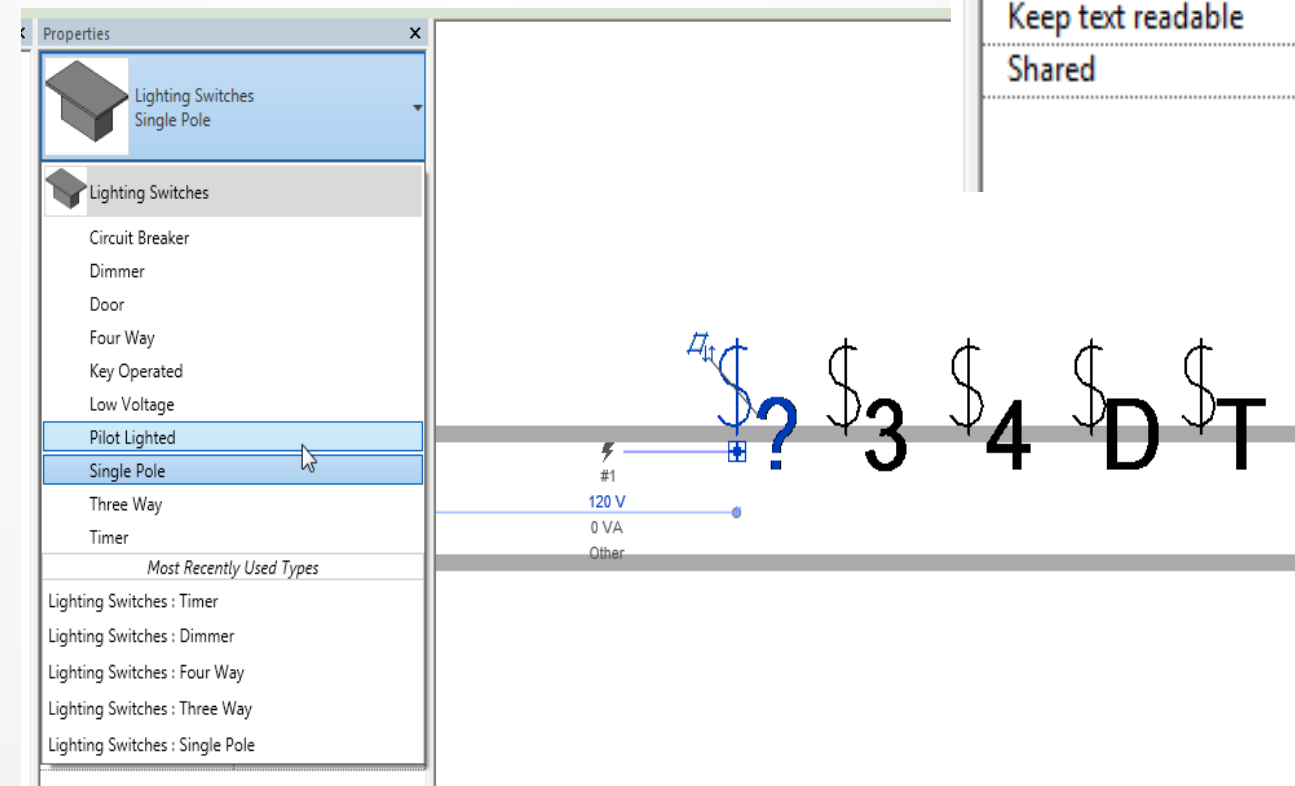 Properties
x
Lighting Switches
Single Pole
Lighting Switches
Circuit Breaker
Dimmer
Door
Four Way
Key Operated
Low Voltage
Pilot Lighted
Single Pole
Three Way
Timer
Most Recently Used Types
Lighting Switches : Timer
Lighting Switches : Dimmer
Lighting Switches : Four Way
Lighting Switches : Three Way
Lighting Switches : Single Pole
Keep text readable
Shared
$? $3 $4 $D $T
#1
120 V
0 VA
Other